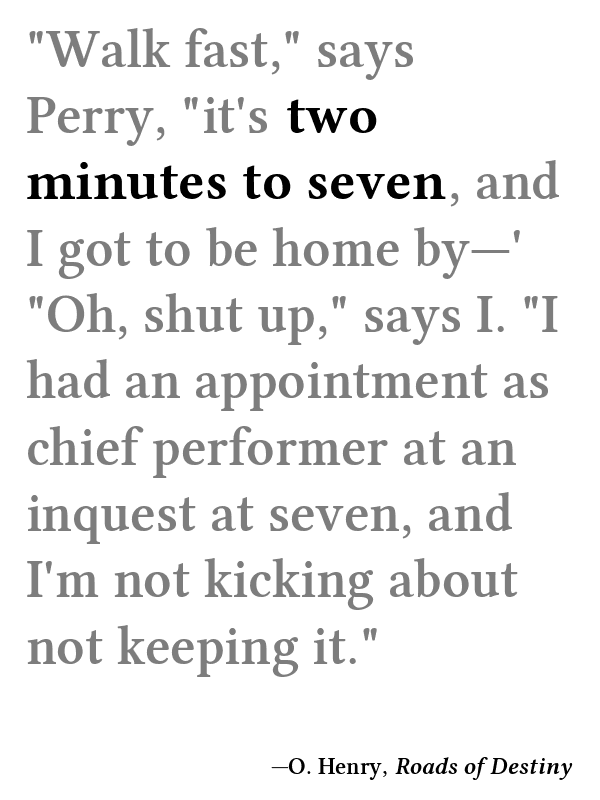 "Walk fast," says
Perry, "it's two
minutes to seven, and
I got to be home by—'
"Oh, shut up," says I. "I
had an appointment as
chief performer at an
inquest at seven, and
I'm not kicking about
not keeping it."
—O. Henry, Roads of Destiny